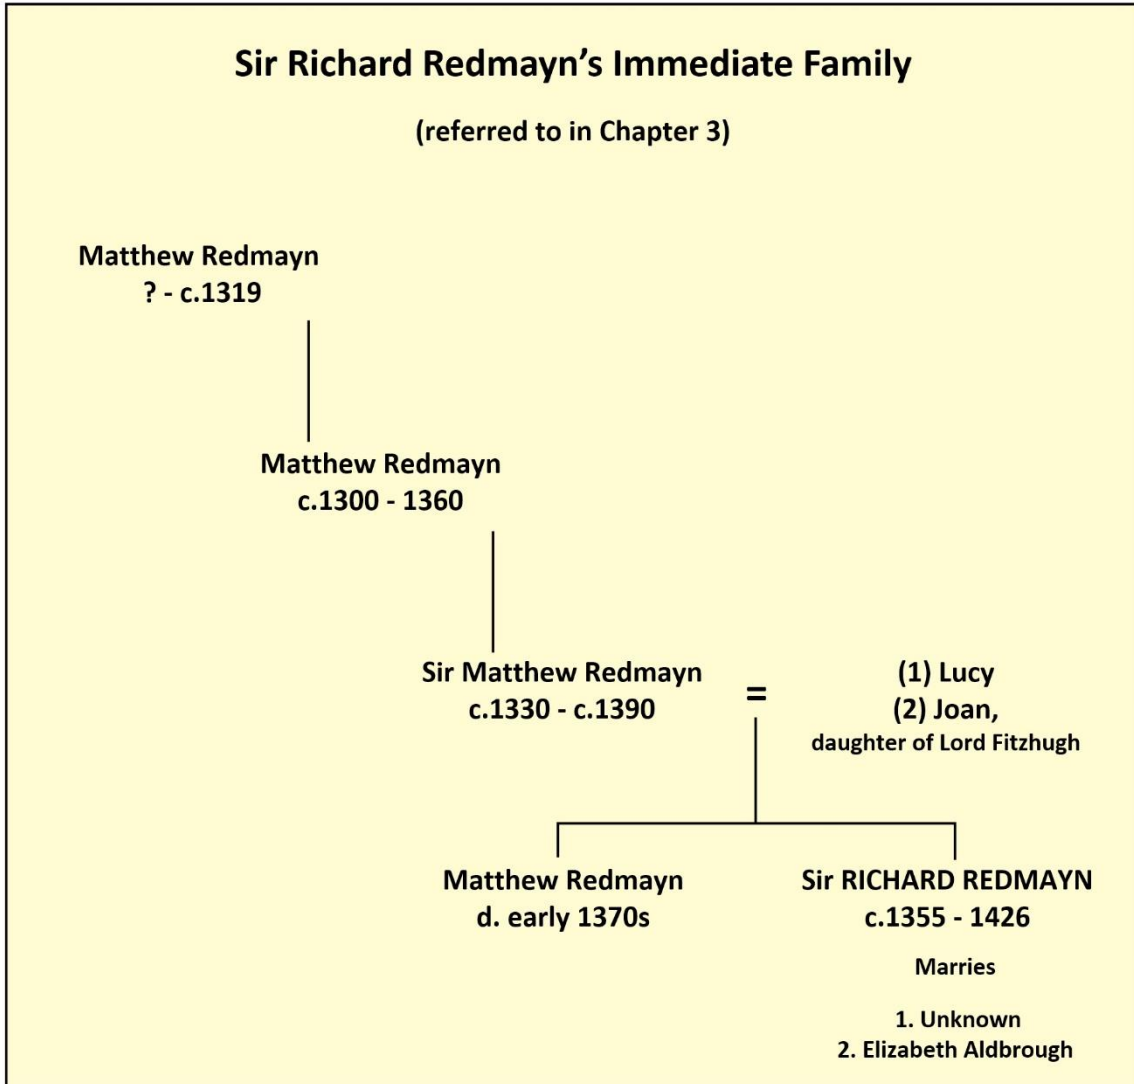 Sir Richard Redmayn’s Immediate Family
(referred to in Chapter 3)
Matthew Redmayn
? - c.1319
Matthew Redmayn
c.1300 - 1360
Sir Matthew Redmayn
c.1330 - c.1390
=
(1) Lucy
(2) Joan,
daughter of Lord Fitzhugh
Matthew Redmayn
d. early 1370s
Sir RICHARD REDMAYN
c.1355 - 1426
Marries
1. Unknown
2. Elizabeth Aldbrough